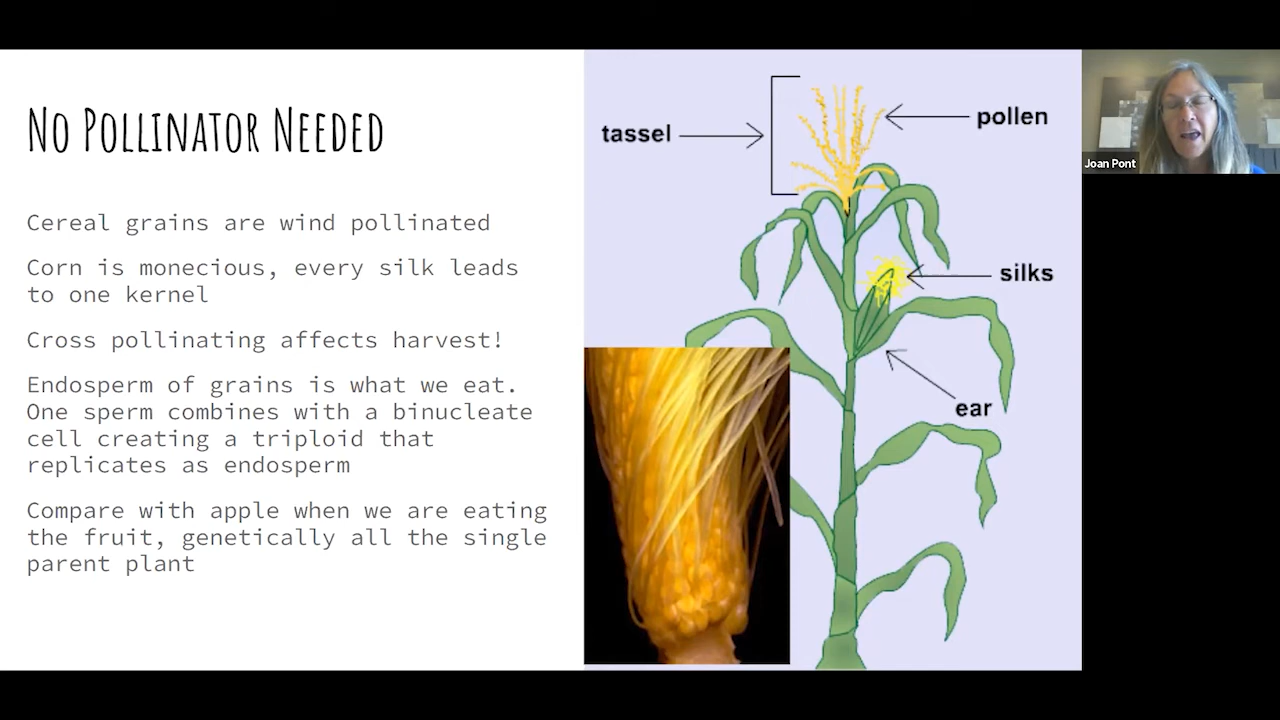 No Pollinator Needed
Cereal grains are wind pollinated
Corn is monecious, every silk leads
to one kernel
Cross pollinating affects harvest!
Endosperm of grains is what we eat.
One sperm combines with a binucleate
cell creating a triploid that
replicates as endosperm
Compare with apple when we are eating
the fruit, genetically all the single
parent plant
tassel
pollen
silks
ear
Joan Pont